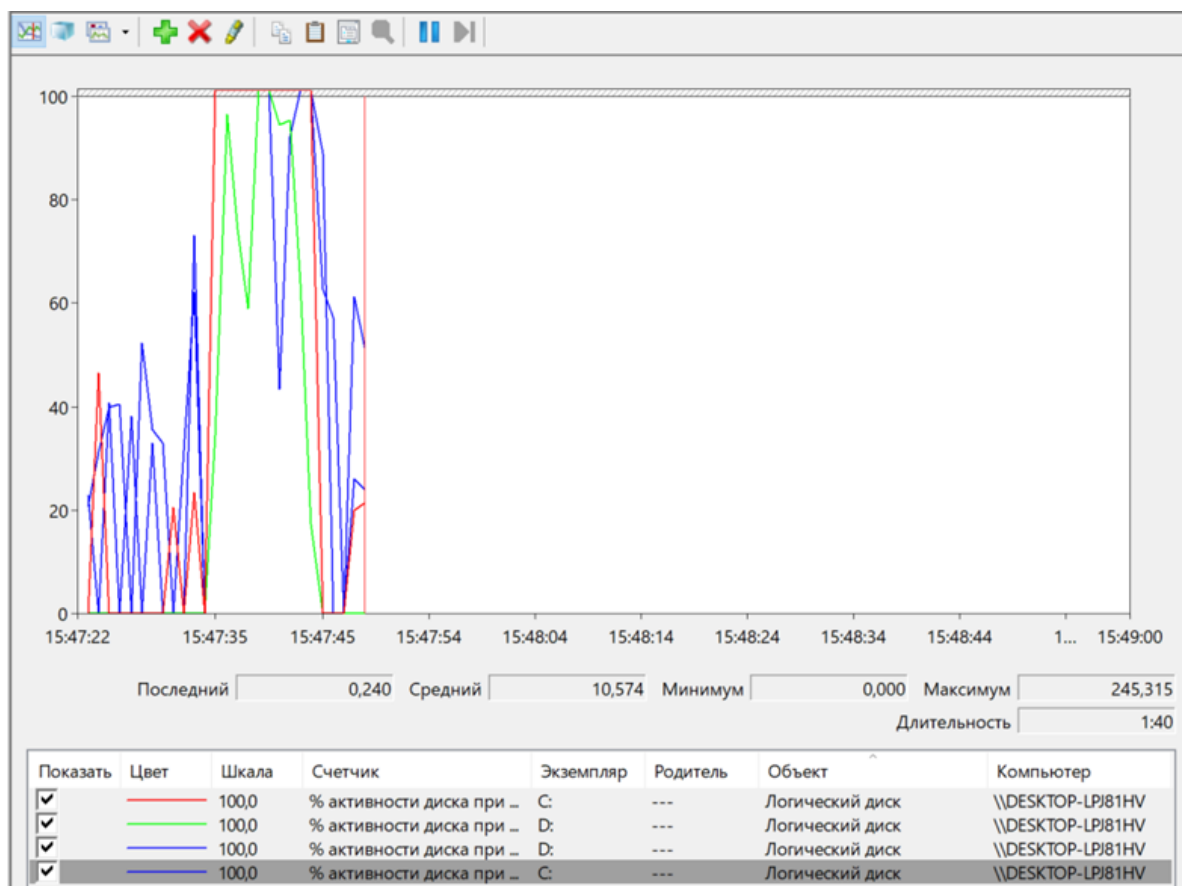 100
80
60
40
20
0
15:47:22 15:47:35 15:47:45 15:47:54 15:48:04 15:48:14 15:48:24 15:48:34 15:48:44 1... 15:49:00
Последний 0,240 Средний 10,574 Минимум 0,000 Максимум 245,315
Длительность 1:40
Показать Цвет Шкала Счетчик Экземпляр Родитель Объект Компьютер
100,0 % активности диска при ... C: --- Логический диск \\DESKTOP-LPJ81HV
100,0 % активности диска при ... D: --- Логический диск \\DESKTOP-LPJ81HV
100,0 % активности диска при ... D: --- Логический диск \\DESKTOP-LPJ81HV
100,0 % активности диска при ... C: --- Логический диск \\DESKTOP-LPJ81HV